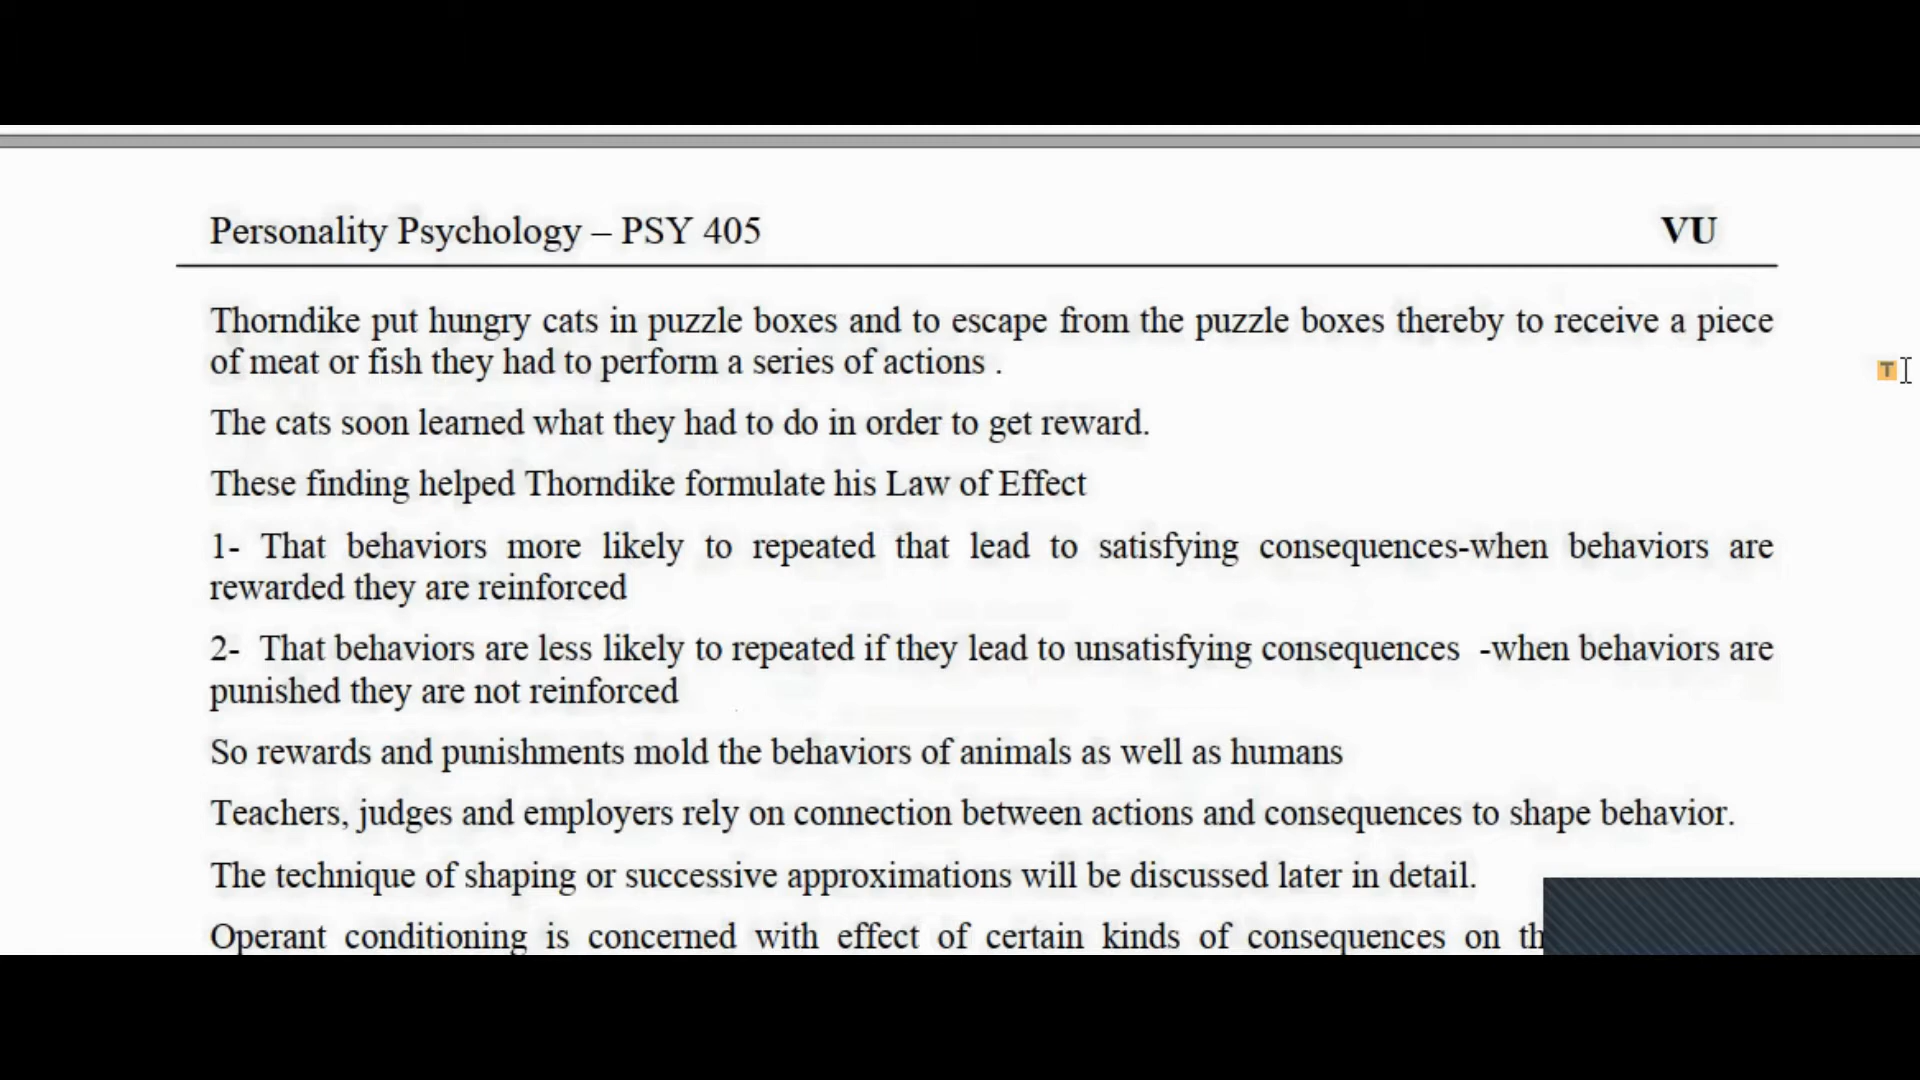 Personality Psychology – PSY 405 VU
Thorndike put hungry cats in puzzle boxes and to escape from the puzzle boxes thereby to receive a piece
of meat or fish they had to perform a series of actions .
The cats soon learned what they had to do in order to get reward.
These finding helped Thorndike formulate his Law of Effect
1- That behaviors more likely to repeated that lead to satisfying consequences-when behaviors are
rewarded they are reinforced
2- That behaviors are less likely to repeated if they lead to unsatisfying consequences -when behaviors are
punished they are not reinforced
So rewards and punishments mold the behaviors of animals as well as humans
Teachers, judges and employers rely on connection between actions and consequences to shape behavior.
The technique of shaping or successive approximations will be discussed later in detail.
Operant conditioning is concerned with effect of certain kinds of consequences on
T